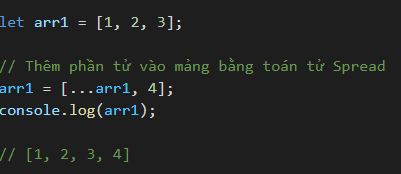 let arr1 = [1, 2, 3];
// Thêm phần tử vào mảng bằng toán tử Spread
arr1 = [...arr1, 4];
console.log(arr1);
// [1, 2, 3, 4]